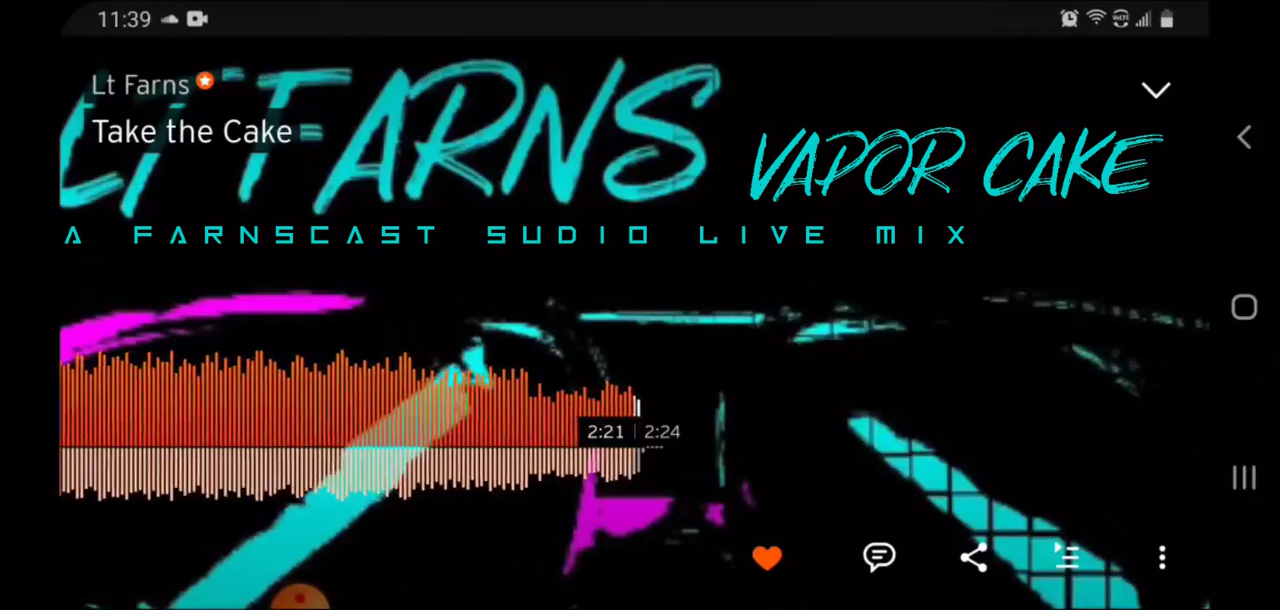 11:39
Lt Farns
Take the Cake
LT FARNS
VAPOR CAKE
A FARNSCAST SUDIO LIVE MIX
2:21 | 2:24